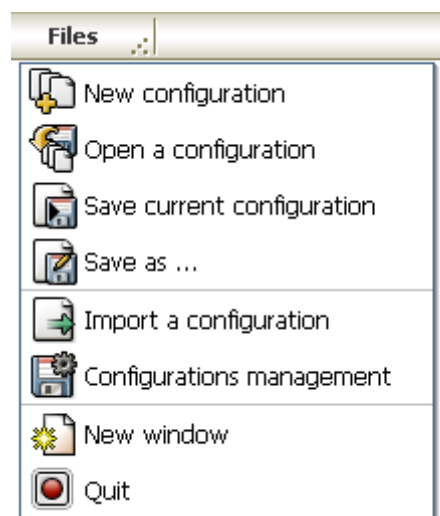 Files
New configuration
Open a configuration
Save current configuration
Save as ...
Import a configuration
Configurations management
New window
Quit